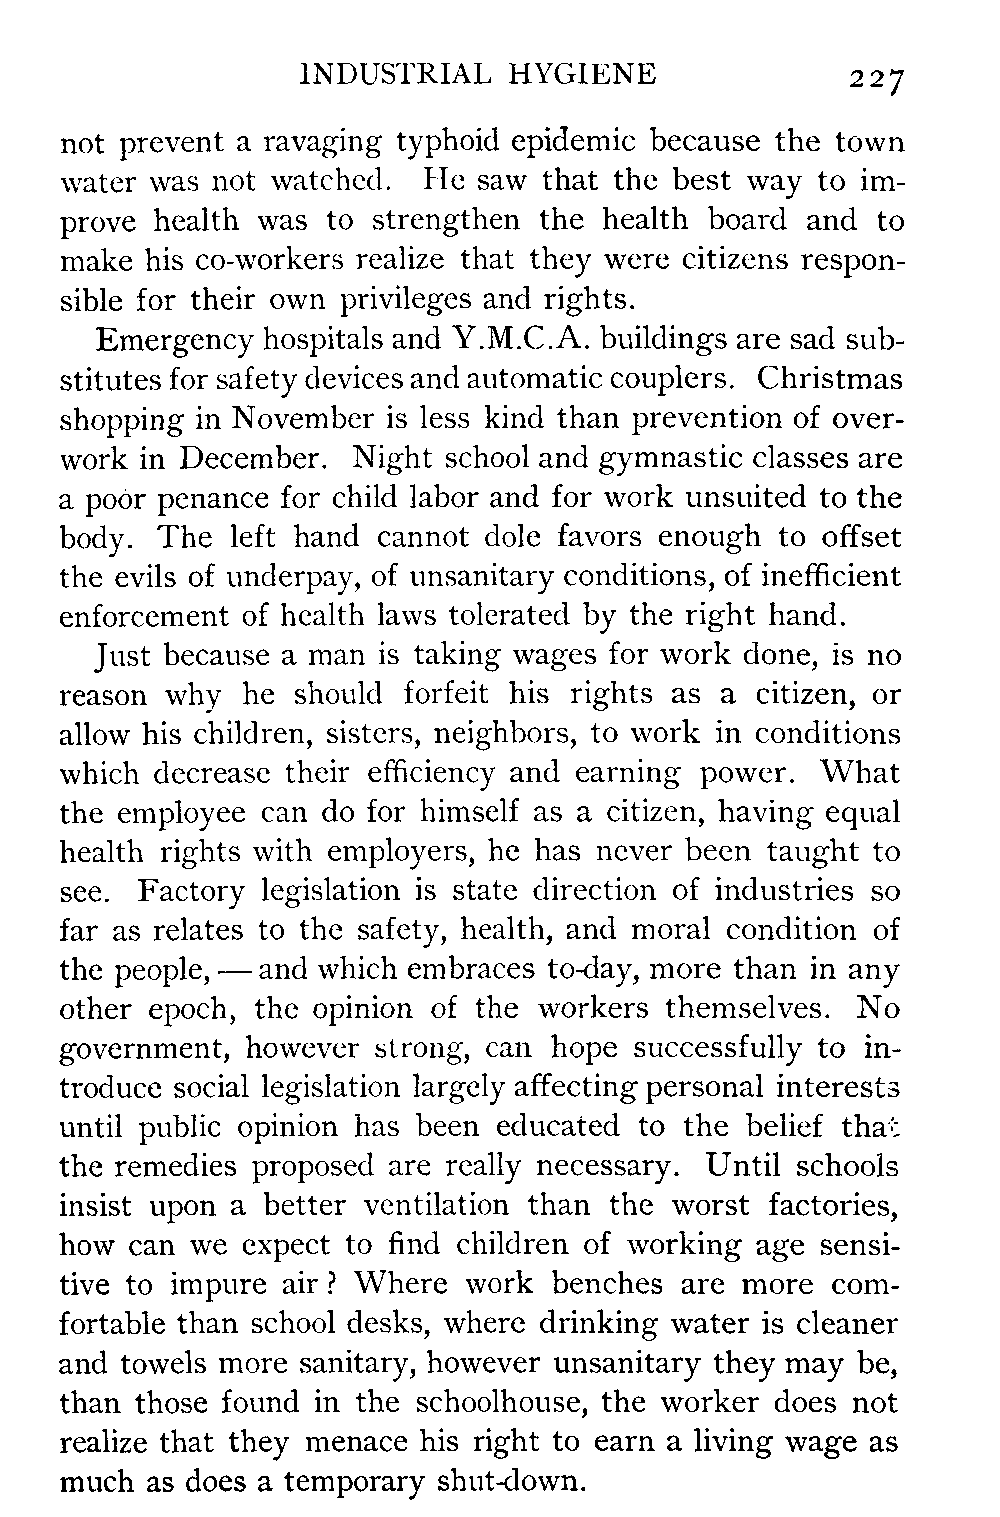 INDUSTRIAL HYGIENE 227
not prevent a ravaging typhoid epidemic because the town
water was not watched. He saw that the best way to im-
prove health was to strengthen the health board and to
make his co-workers realize that they were citizens respon-
sible for their own privileges and rights.
Emergency hospitals and Y.M.C.A. buildings are sad sub-
stitutes for safety devices and automatic couplers. Christmas
shopping in November is less kind than prevention of over-
work in December. Night school and gymnastic classes are
a poor penance for child labor and for work unsuited to the
body. The left hand cannot dole favors enough to offset
the evils of underpay, of unsanitary conditions, of inefficient
enforcement of health laws tolerated by the right hand.
Just because a man is taking wages for work done, is no
reason why he should forfeit his rights as a citizen, or
allow his children, sisters, neighbors, to work in conditions
which decrease their efficiency and earning power. What
the employee can do for himself as a citizen, having equal
health rights with employers, he has never been taught to
see. Factory legislation is state direction of industries so
far as relates to the safety, health, and moral condition of
the people, — and which embraces to-day, more than in any
other epoch, the opinion of the workers themselves. No
government, however strong, can hope successfully to in-
troduce social legislation largely affecting personal interests
until public opinion has been educated to the belief that
the remedies proposed are really necessary. Until schools
insist upon a better ventilation than the worst factories,
how can we expect to find children of working age sensi-
tive to impure air? Where work benches are more com-
fortable than school desks, where drinking water is cleaner
and towels more sanitary, however unsanitary they may be,
than those found in the schoolhouse, the worker does not
realize that they menace his right to earn a living wage as
much as does a temporary shut-down.